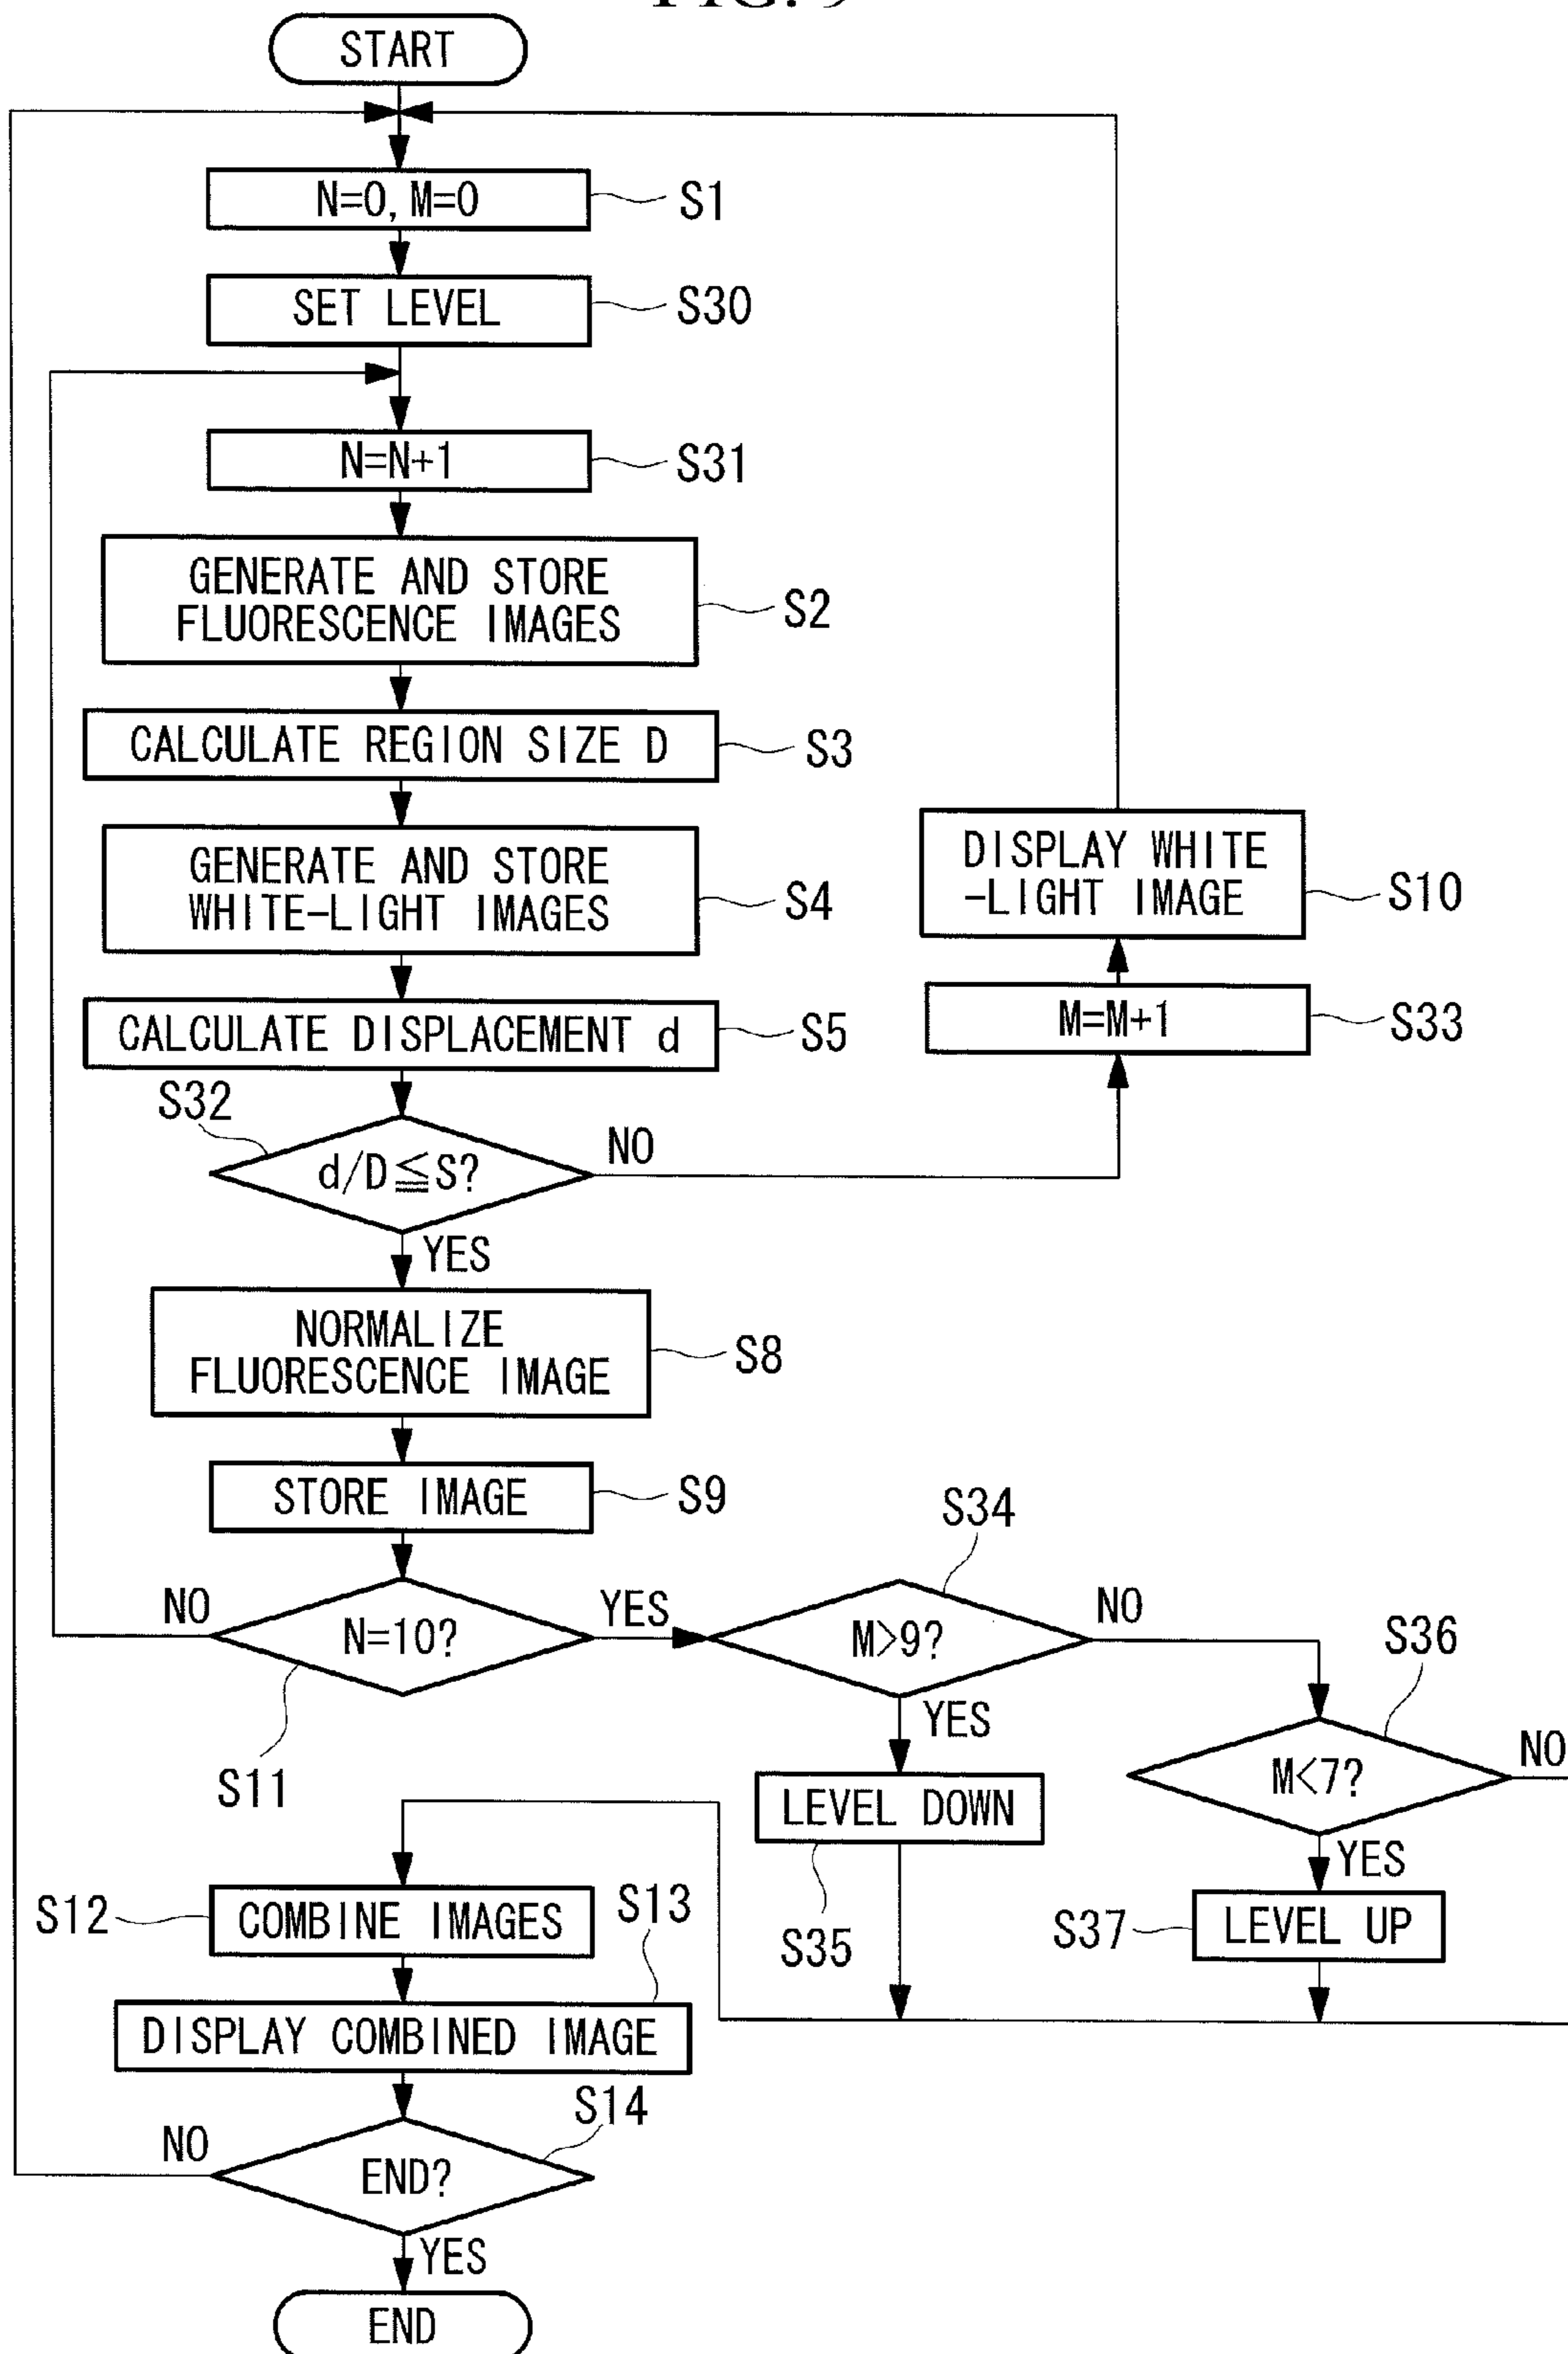 FIG. 9
START
N=0, M=0
S1
SET LEVEL
S30
N=N+1
S31
GENERATE AND STORE
FLUORESCENCE IMAGES
S2
CALCULATE REGION SIZE D
S3
GENERATE AND STORE
WHITE-LIGHT IMAGES
S4
DISPLAY WHITE
-LIGHT IMAGE
S10
CALCULATE DISPLACEMENT d
S5
M=M+1
S33
S32
d/D≦S?
NO
YES
NORMALIZE
FLUORESCENCE IMAGE
S8
STORE IMAGE
S9
S34
NO
N=10?
YES
M>9?
NO
S36
S11
YES
M<7?
NO
LEVEL DOWN
S35
YES
S37
LEVEL UP
S12
COMBINE IMAGES
S13
DISPLAY COMBINED IMAGE
S14
NO
END?
YES
END